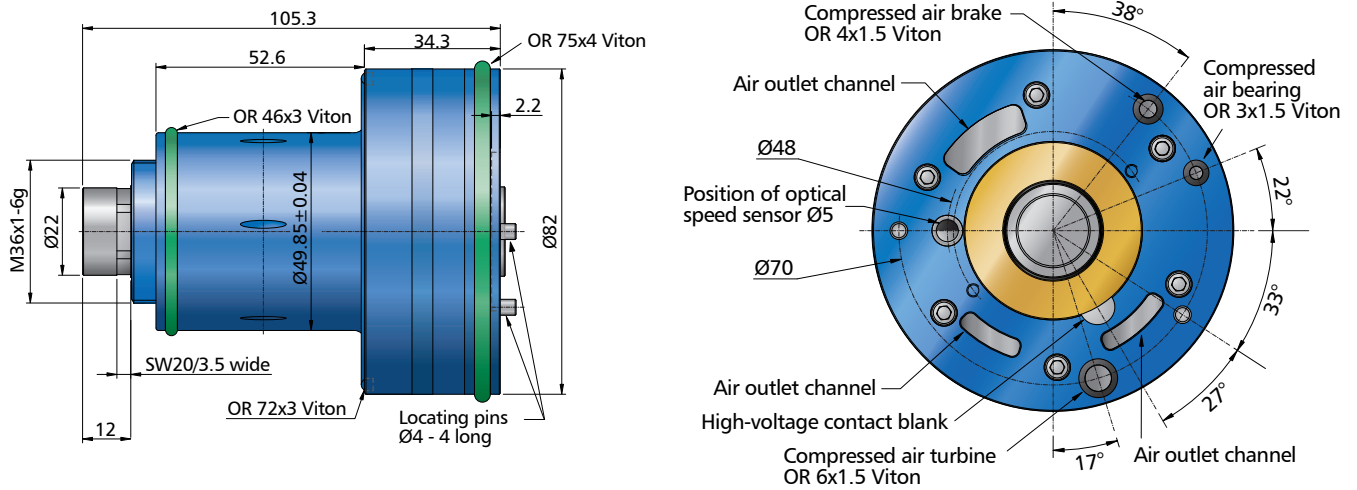 105.3
34.3
OR 75x4 Viton
52.6
2.2
OR 46x3 Viton
M36x1-6g
Ø22
Ø49.85±0.04
Ø82
SW20/3.5 wide
OR 72x3 Viton
12
Locating pins
Ø4 - 4 long
Compressed air brake
OR 4x1.5 Viton
38°
Air outlet channel
Compressed
air bearing
OR 3x1.5 Viton
Ø48
Position of optical
speed sensor Ø5
22°
Ø70
33°
27°
Air outlet channel
High-voltage contact blank
Compressed air turbine
OR 6x1.5 Viton
17°
Air outlet channel